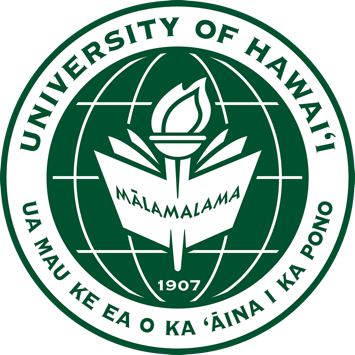 UNIVERSITY OF HAWAIʻI
MĀLAMALAMA
1907
UA MAU KE EA O KA ʻĀINA I KA PONO